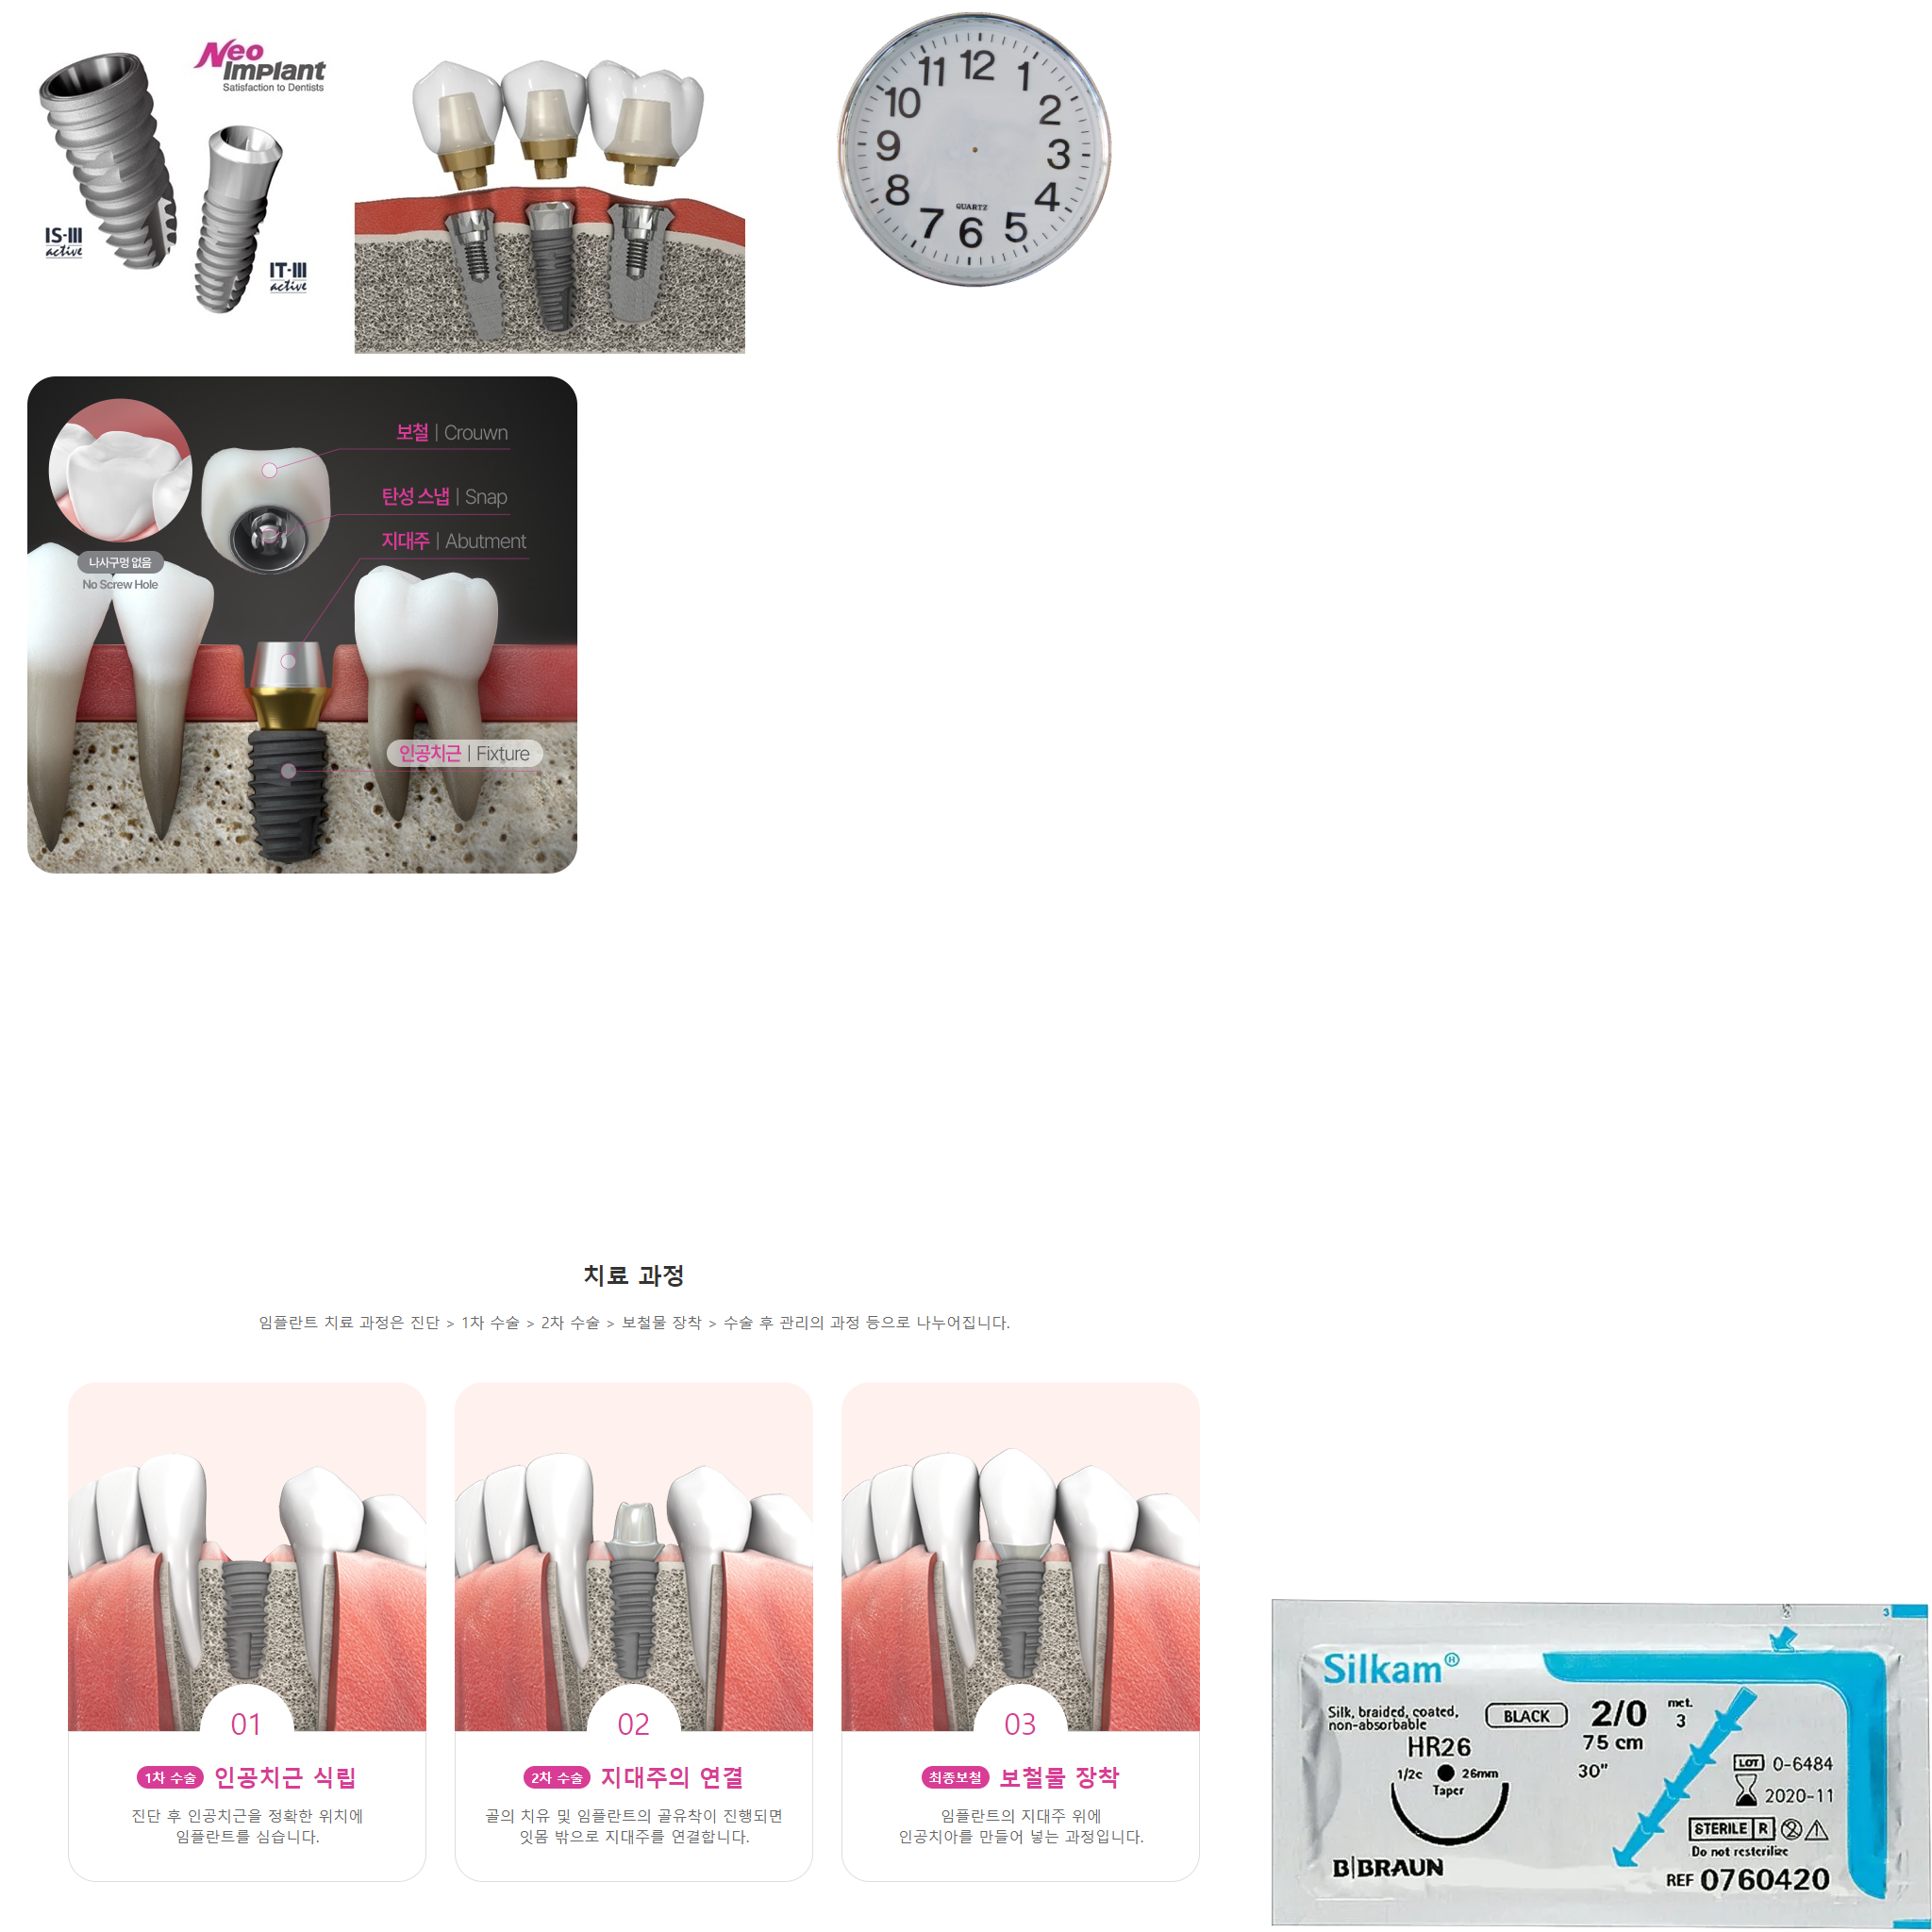 Neo
Implant
Satisfaction to Dentists
IS-III
active
IT-III
active
12
1
2
3
4
5
6
7
8
9
10
11
QUARTZ
보철 | Crouwn
탄성 스냅 | Snap
지대주 | Abutment
나사구멍 없음
No Screw Hole
인공치근 | Fixture
치료 과정
임플란트 치료 과정은 진단 > 1차 수술 > 2차 수술 > 보철물 장착 > 수술 후 관리의 과정 등으로 나누어집니다.
01
1차 수술 인공치근 식립
진단 후 인공치근을 정확한 위치에
임플란트를 심습니다.
02
2차 수술 지대주의 연결
골의 치유 및 임플란트의 골유착이 진행되면
잇몸 밖으로 지대주를 연결합니다.
03
최종보철 보철물 장착
임플란트의 지대주 위에
인공치아를 만들어 넣는 과정입니다.
3
Silkam®
Silk, braided, coated,
non-absorbable
BLACK
2/0
met.
3
75 cm
30"
HR26
1/2c
26mm
Taper
LOT 0-6484
2020-11
STERILE R
Do not resterilize
B|BRAUN
REF 0760420